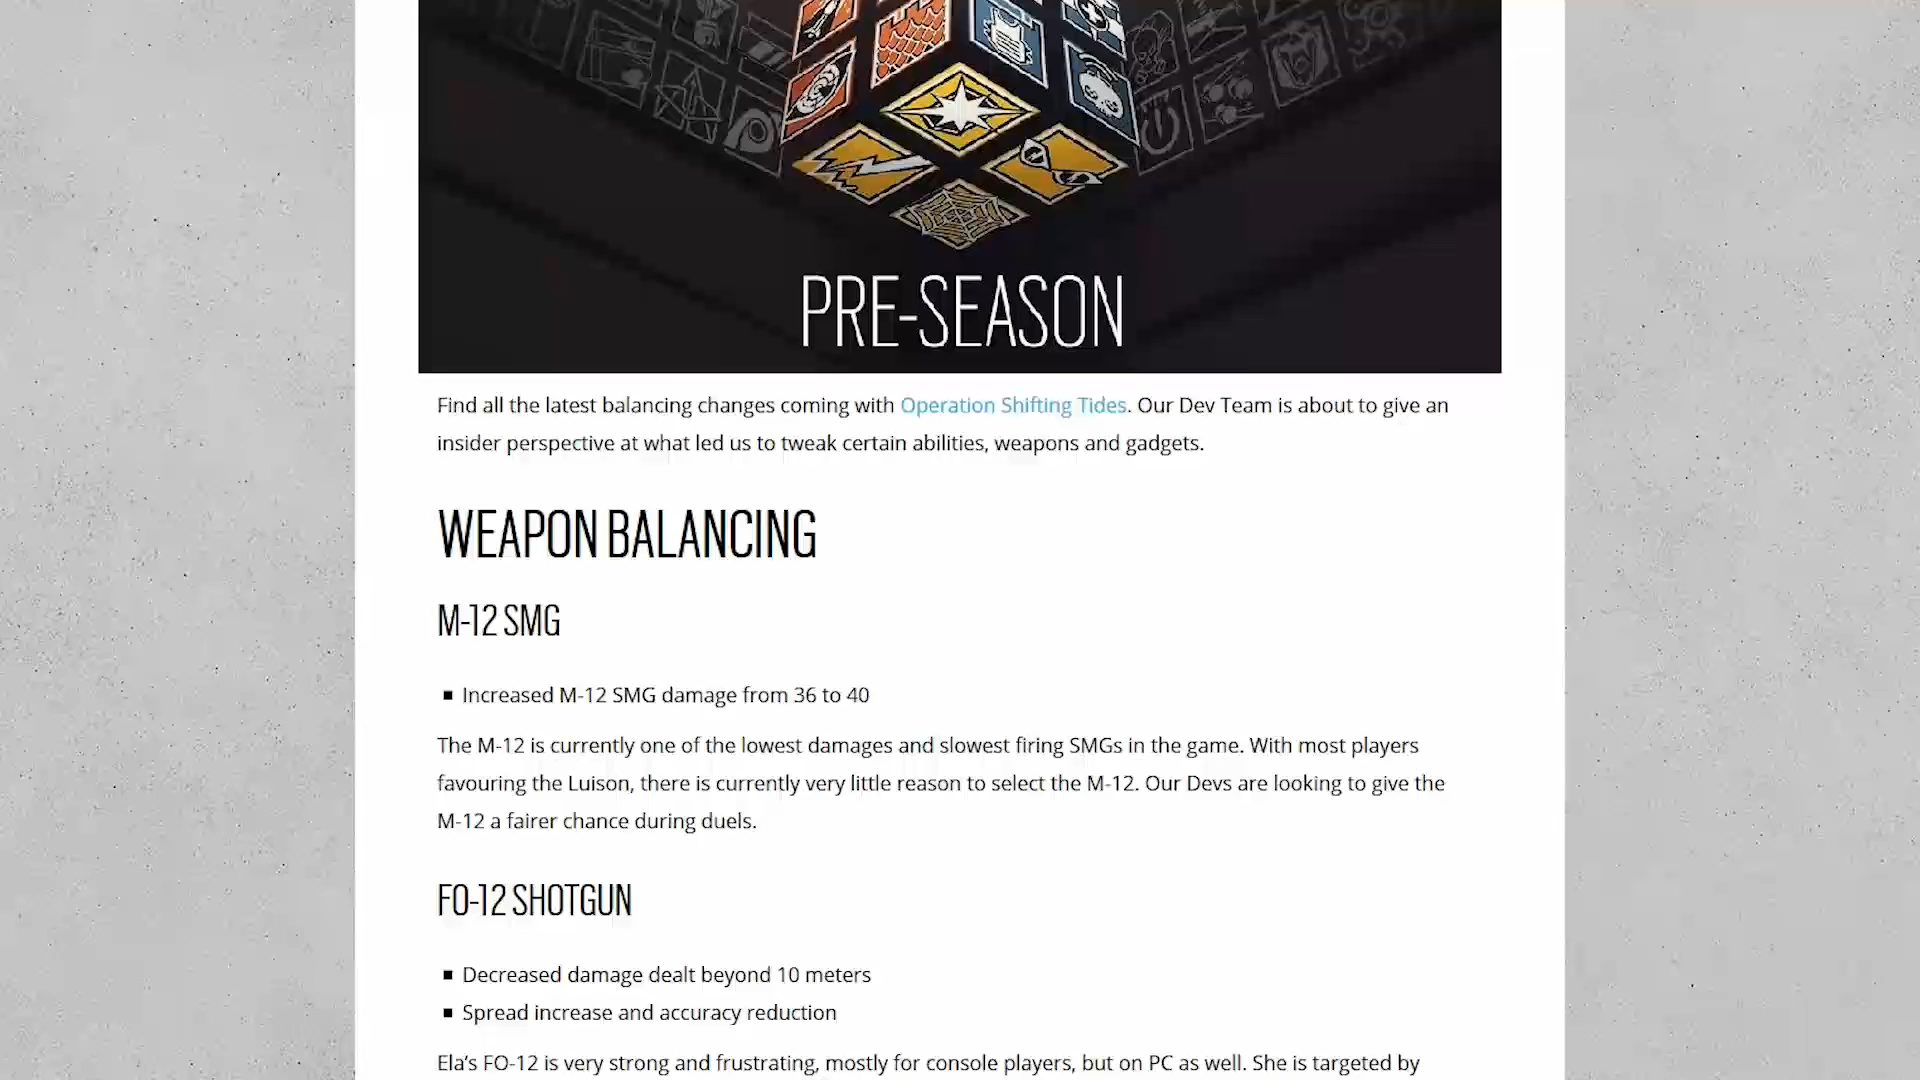 PRE-SEASON
Find all the latest balancing changes coming with Operation Shifting Tides. Our Dev Team is about to give an
insider perspective at what led us to tweak certain abilities, weapons and gadgets.
WEAPON BALANCING
M-12 SMG
▪ Increased M-12 SMG damage from 36 to 40
The M-12 is currently one of the lowest damages and slowest firing SMGs in the game. With most players
favouring the Luison, there is currently very little reason to select the M-12. Our Devs are looking to give the
M-12 a fairer chance during duels.
FO-12 SHOTGUN
▪ Decreased damage dealt beyond 10 meters
▪ Spread increase and accuracy reduction
Ela’s FO-12 is very strong and frustrating, mostly for console players, but on PC as well. She is targeted by